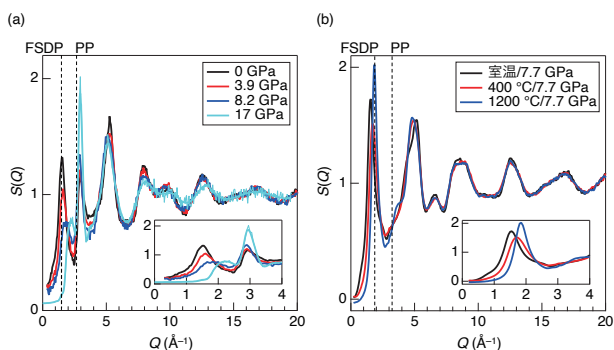 (a)
FSDP PP
0 GPa
3.9 GPa
8.2 GPa
17 GPa
S(Q)
2
1
0
0 5 10 15 20
Q (Å⁻¹)
2
1
0
0 1 2 3 4
(b)
FSDP PP
室温/7.7 GPa
400 °C/7.7 GPa
1200 °C/7.7 GPa
S(Q)
2
1
0
0 5 10 15 20
Q (Å⁻¹)
2
1
0
0 1 2 3 4